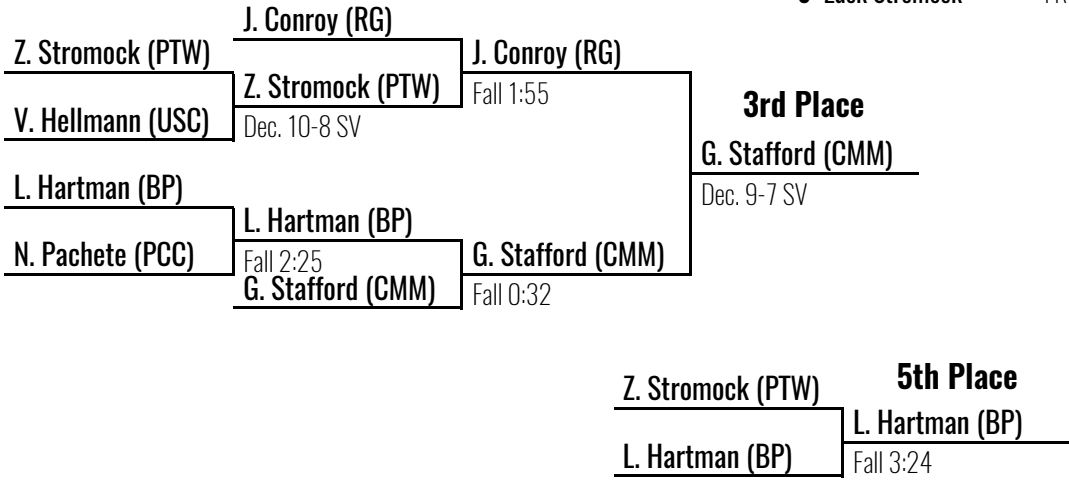 J. Conroy (RG)
Z. Stromock (PTW)
J. Conroy (RG)
Z. Stromock (PTW)
Fall 1:55
3rd Place
V. Hellmann (USC)
Dec. 10-8 SV
G. Stafford (CMM)
L. Hartman (BP)
Dec. 9-7 SV
L. Hartman (BP)
N. Pachete (PCC)
Fall 2:25
G. Stafford (CMM)
G. Stafford (CMM)
Fall 0:32
Z. Stromock (PTW)
5th Place
L. Hartman (BP)
L. Hartman (BP)
Fall 3:24